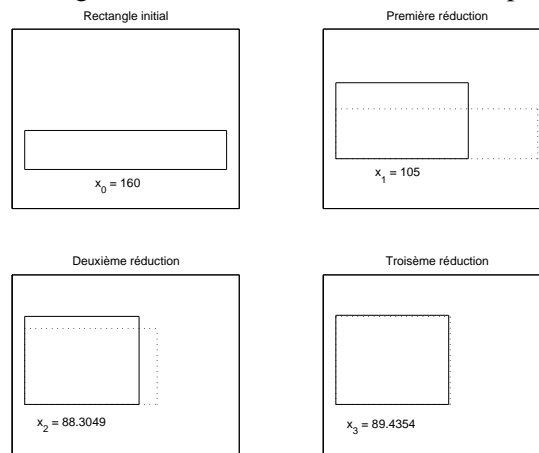 Rectangle initial
Première réduction
x0 = 160
x1 = 105
Deuxième réduction
Troisème réduction
x2 = 88.3049
x3 = 89.4354